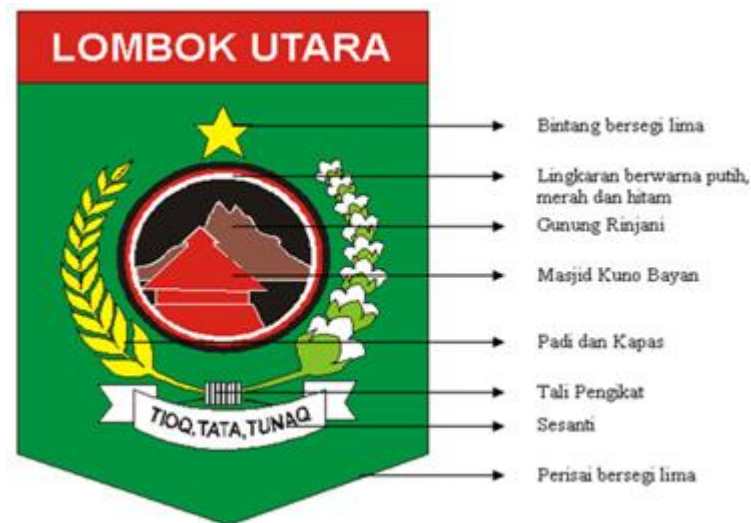 LOMBOK UTARA
Bintang bersegi lima
Lingkaran berwarna putih,
merah dan hitam
Gunung Rinjani
Masjid Kuno Bayan
Padi dan Kapas
Tali Pengikat
TIOQ,TATA,TUNAQ
Sesanti
Perisai bersegi lima